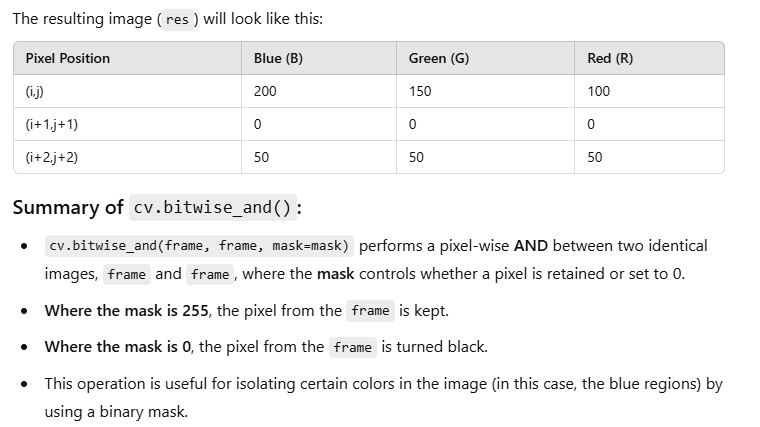 The resulting image ( res ) will look like this:
Pixel Position Blue (B) Green (G) Red (R)
(i,j) 200 150 100
(i+1,j+1) 0 0 0
(i+2,j+2) 50 50 50
Summary of cv.bitwise_and() :
• cv.bitwise_and(frame, frame, mask=mask) performs a pixel-wise AND between two identical
images, frame and frame , where the mask controls whether a pixel is retained or set to 0.
• Where the mask is 255, the pixel from the frame is kept.
• Where the mask is 0, the pixel from the frame is turned black.
• This operation is useful for isolating certain colors in the image (in this case, the blue regions) by
using a binary mask.